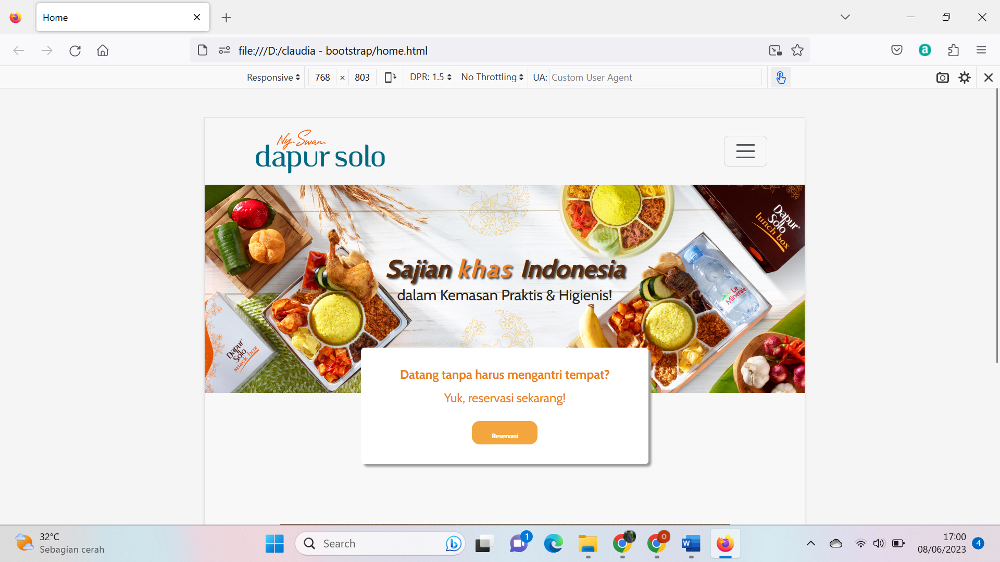 Home
file:///D:/claudia - bootstrap/home.html
Responsive 768 × 803 DPR: 1.5 No Throttling UA: Custom User Agent
Ny. Swan
dapur solo
Dapur
Solo
lunch box
Sajian khas Indonesia
dalam Kemasan Praktis & Higienis!
Le
Minerale
Dapur
Solo
snack box
Datang tanpa harus mengantri tempat?
Yuk, reservasi sekarang!
Reservasi
32°C
Sebagian cerah
Search
1
0
17:00
08/06/2023
4